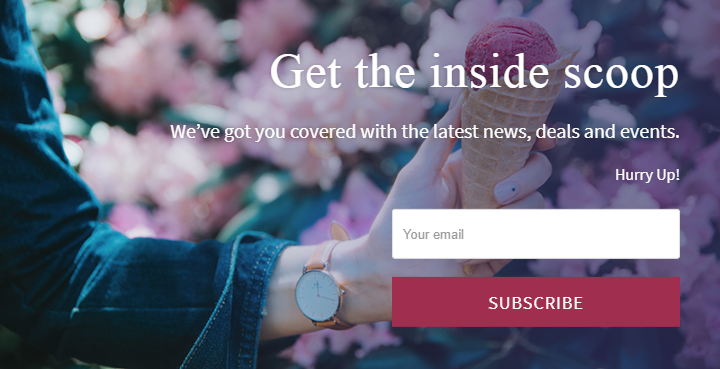 Get the inside scoop
We’ve got you covered with the latest news, deals and events.
Hurry Up!
Your email
SUBSCRIBE